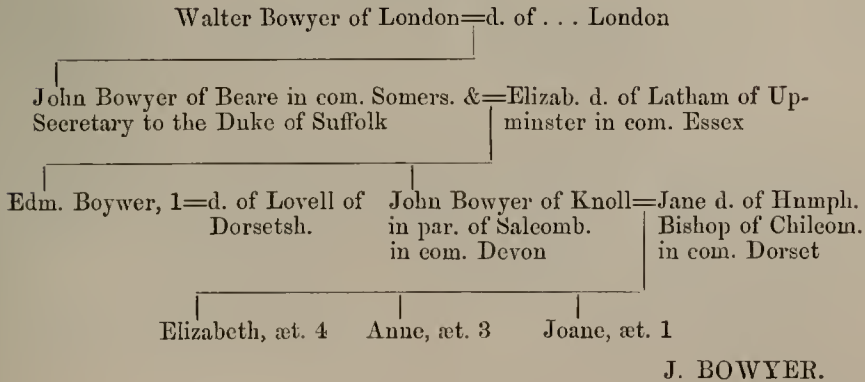 Walter Bowyer of London=d. of . . . London
John Bowyer of Beare in com. Somers. &=Elizab. d. of Latham of Up-
Secretary to the Duke of Suffolk
minster in com. Essex
Edm. Boywer, 1=d. of Lovell of
Dorsetsh.
John Bowyer of Knoll=Jane d. of Humph.
in par. of Salcomb.
in com. Devon
Bishop of Chilcom.
in com. Dorset
Elizabeth, æt. 4 Anne, æt. 3 Joane, æt. 1
J. BOWYER.